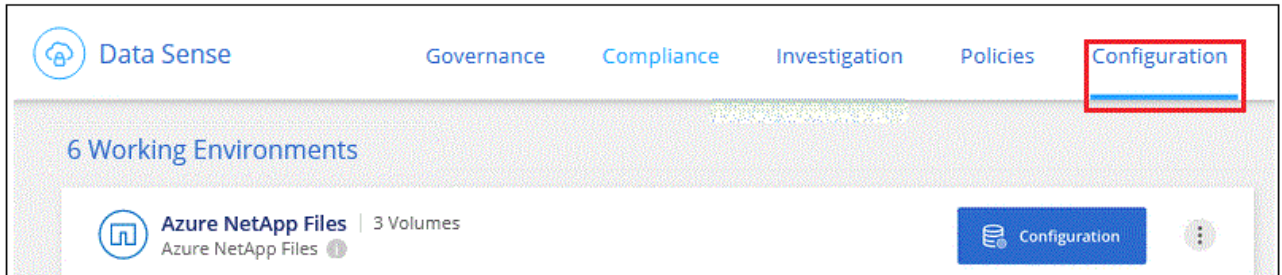 Data Sense Governance Compliance Investigation Policies Configuration
6 Working Environments
Azure NetApp Files | 3 Volumes
Azure NetApp Files
Configuration